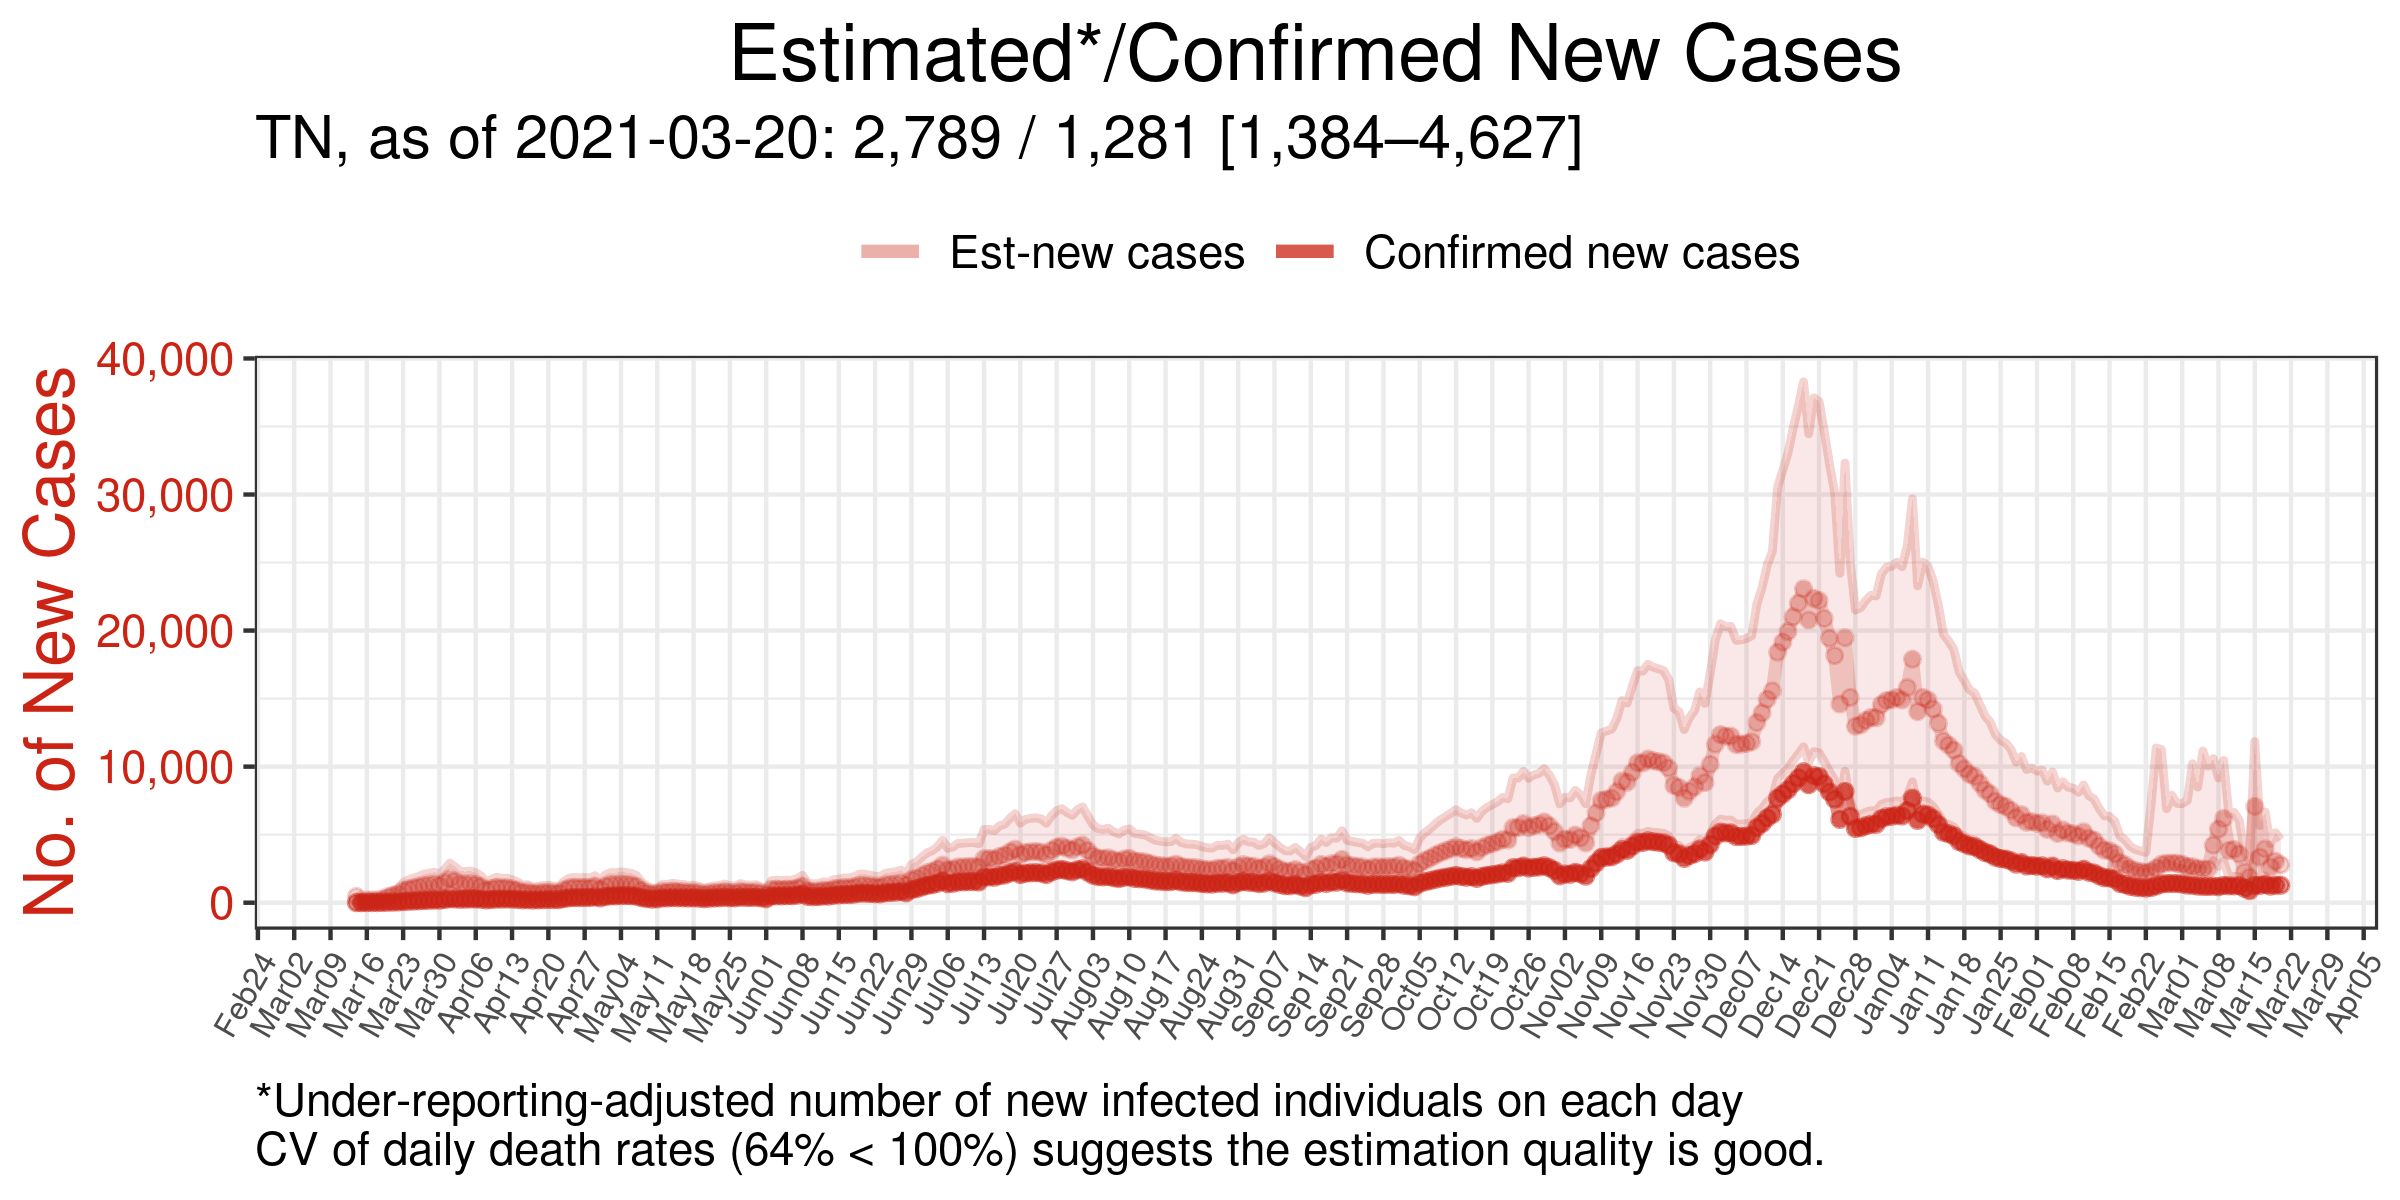 Estimated*/Confirmed New Cases
TN, as of 2021-03-20: 2,789 / 1,281 [1,384–4,627]
Est-new cases Confirmed new cases
No. of New Cases
40,000
30,000
20,000
10,000
0
Feb24 Mar02 Mar09 Mar16 Mar23 Mar30 Apr06 Apr13 Apr20 Apr27 May04 May11 May18 May25 Jun01 Jun08 Jun15 Jun22 Jun29 Jul06 Jul13 Jul20 Jul27 Aug03 Aug10 Aug17 Aug24 Aug31 Sep07 Sep14 Sep21 Sep28 Oct05 Oct12 Oct19 Oct26 Nov02 Nov09 Nov16 Nov23 Nov30 Dec07 Dec14 Dec21 Dec28 Jan04 Jan11 Jan18 Jan25 Feb01 Feb08 Feb15 Feb22 Mar01 Mar08 Mar15 Mar22 Mar29 Apr05
*Under-reporting-adjusted number of new infected individuals on each day
CV of daily death rates (64% < 100%) suggests the estimation quality is good.